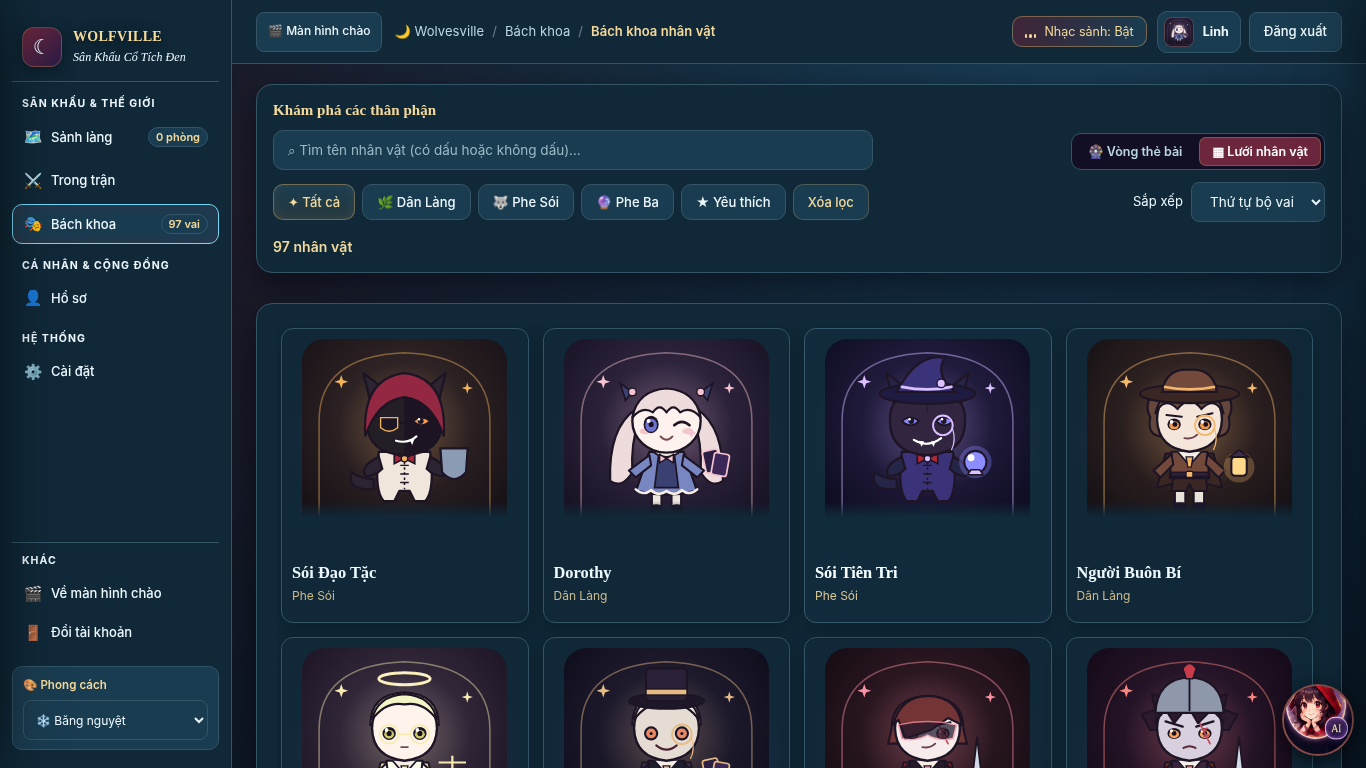 WOLFVILLE
Sân Khấu Cổ Tích Đen
SÂN KHẤU & THẾ GIỚI
Sảnh làng
0 phòng
Trong trận
Bách khoa
97 vai
CÁ NHÂN & CỘNG ĐỒNG
Hồ sơ
HỆ THỐNG
Cài đặt
KHÁC
Về màn hình chào
Đổi tài khoản
Phong cách
Băng nguyệt
Màn hình chào
Wolvesville / Bách khoa / Bách khoa nhân vật
Nhạc sảnh: Bật
Linh
Đăng xuất
Khám phá các thân phận
Tìm tên nhân vật (có dấu hoặc không dấu)...
Vòng thẻ bài
Lưới nhân vật
Tất cả
Dân Làng
Phe Sói
Phe Ba
Yêu thích
Xóa lọc
Sắp xếp
Thứ tự bộ vai
97 nhân vật
Sói Đạo Tặc
Phe Sói
Dorothy
Dân Làng
Sói Tiên Tri
Phe Sói
Người Buôn Bí
Dân Làng
AI